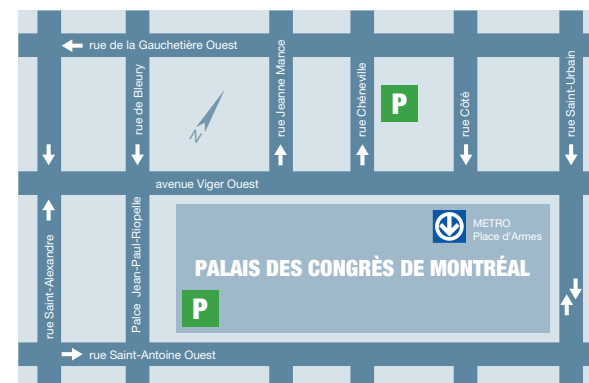 rue de la Gauchetière Ouest
rue de Bleury
rue Jeanne Mance
rue Chéneville
P
rue Côté
rue Saint-Urbain
N
avenue Viger Ouest
rue Saint-Alexandre
Palce Jean-Paul-Riopelle
METRO
Place d'Armes
PALAIS DES CONGRÈS DE MONTRÉAL
P
rue Saint-Antoine Ouest